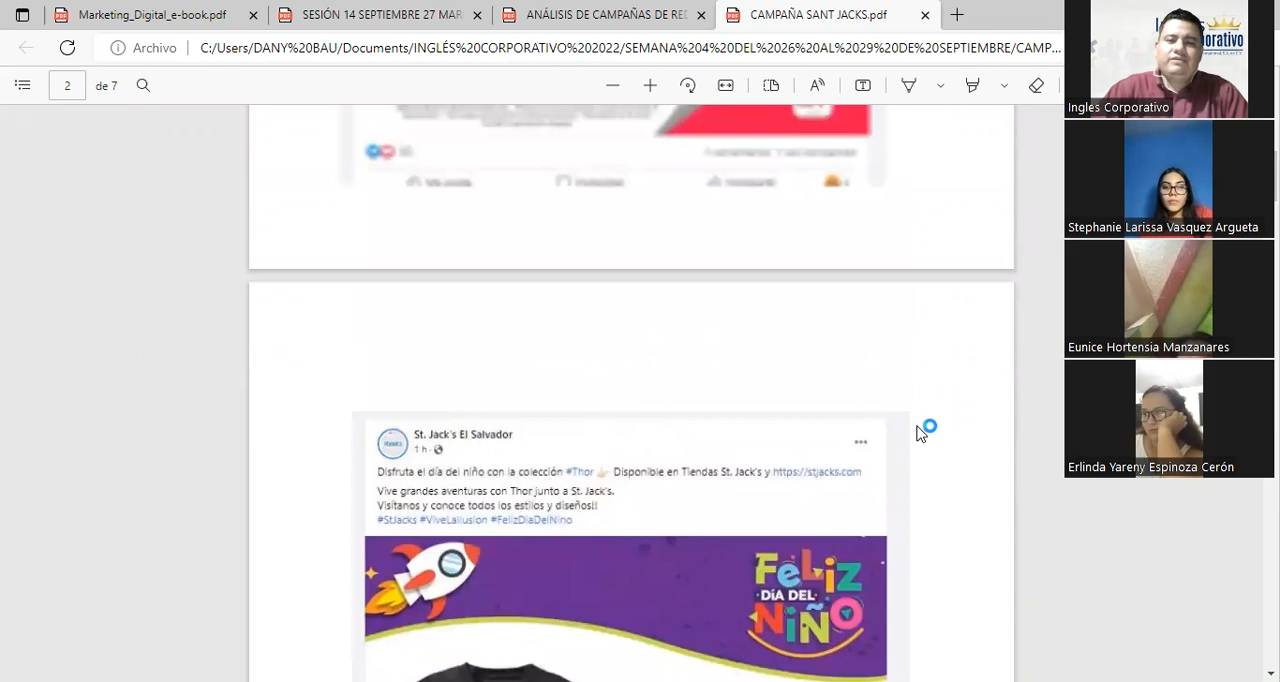 Marketing_Digital_e-book.pdf
SESIÓN 14 SEPTIEMBRE 27 MAR
ANÁLISIS DE CAMPAÑAS DE RED
CAMPAÑA SANT JACKS.pdf
Archivo
C:/Users/DANY%20BAU/Documents/INGLÉS%20CORPORATIVO%202022/SEMANA%204%20DEL%2026%20AL%2029%20DE%20SEPTIEMBRE/CAMP...
2
de 7
Ingles Corporativo
Stephanie Larissa Vasquez Argueta
Eunice Hortensia Manzanares
Erlinda Yareny Espinoza Cerón
St. Jack's El Salvador
1 h
Disfruta el día del niño con la colección #Thor Disponible en Tiendas St. Jack's y https://stjacks.com
Vive grandes aventuras con Thor junto a St. Jack's.
Visítanos y conoce todos los estilos y diseños!!
#StJacks #ViveLaIlusion #FelizDiaDelNino
FELIZ
DÍA DEL
NIÑO